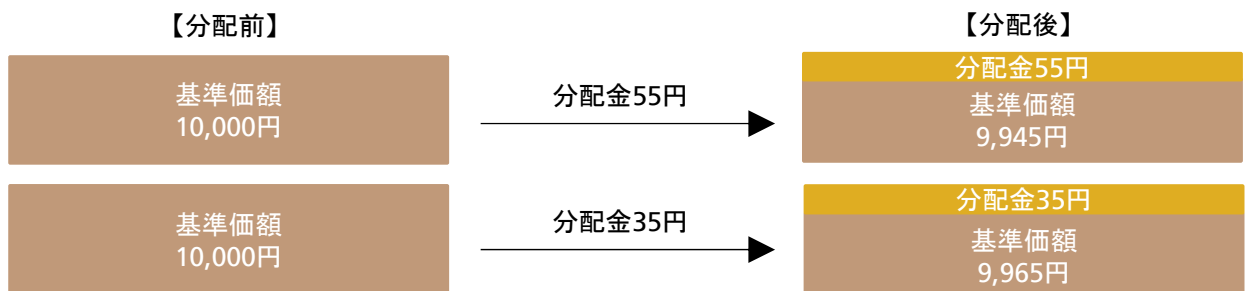 【分配前】
【分配後】
基準価額
10,000円
分配金55円
分配金55円
基準価額
9,945円
基準価額
10,000円
分配金35円
分配金35円
基準価額
9,965円